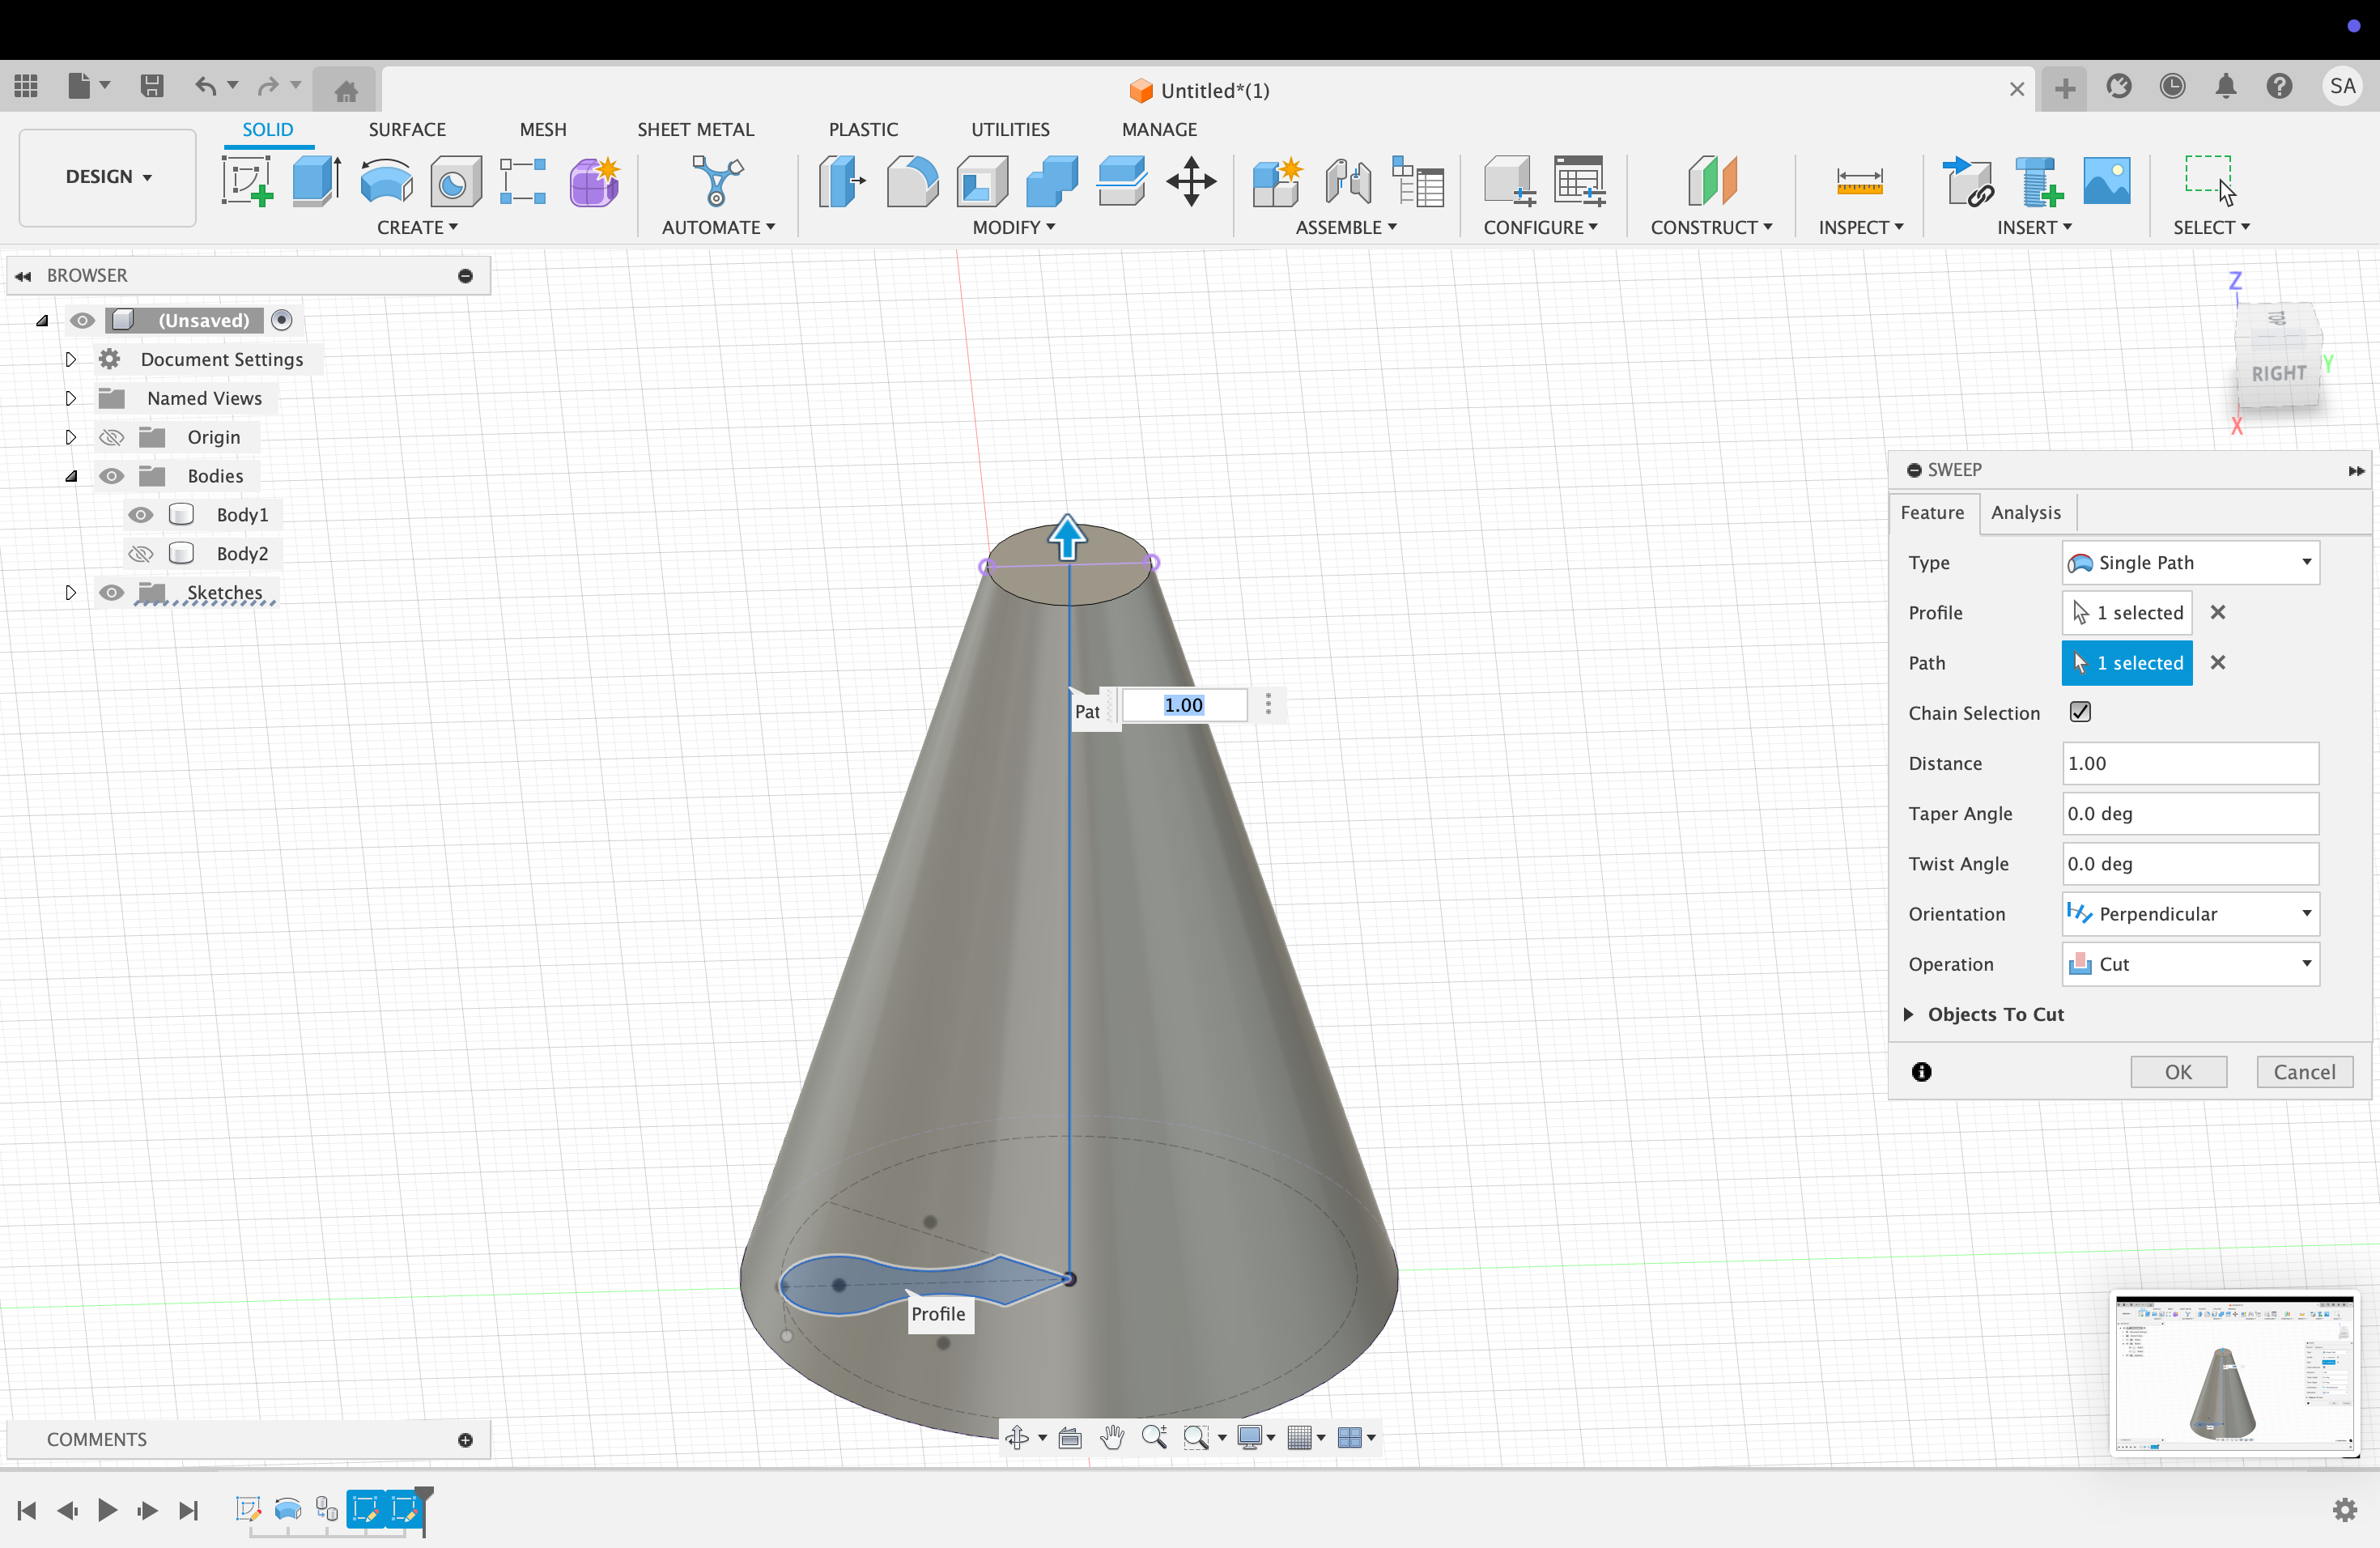 Untitled*(1)
SA
DESIGN
SOLID
SURFACE
MESH
SHEET METAL
PLASTIC
UTILITIES
MANAGE
CREATE
AUTOMATE
MODIFY
ASSEMBLE
CONFIGURE
CONSTRUCT
INSPECT
INSERT
SELECT
BROWSER
(Unsaved)
Document Settings
Named Views
Origin
Bodies
Body1
Body2
Sketches
Z
TOP
RIGHT
Y
X
SWEEP
Feature
Analysis
Type
Single Path
Profile
1 selected
Path
1 selected
Chain Selection
Distance
1.00
Taper Angle
0.0 deg
Twist Angle
0.0 deg
Orientation
Perpendicular
Operation
Cut
Objects To Cut
OK
Cancel
Pat
1.00
Profile
COMMENTS